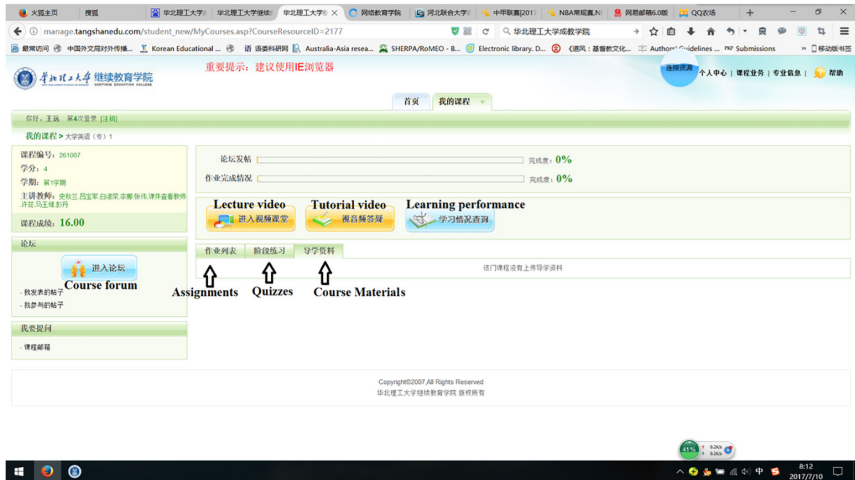 火狐主页
搜狐
华北理工大
华北理工大学继续
华北理工大学
网络教育学院
河北联合大学
中甲联赛|2017
NBA常规赛,NB
网易邮箱6.0版
QQ农场
manage.tangshanedu.com/student_new/MyCourses.asp?CourseResourceID=2177
华北理工大学成教学院
最常访问
中国外文局对外传播...
Korean Educational ...
语 语委科研网
Australia-Asia resea...
SHERPA/RoMEO - B...
Electronic library. D...
Author Guidelines ...
Submissions
移动版书签
华北理工大学 继续教育学院
重要提示：建议使用IE浏览器
连接资源
个人中心 | 课程业务 | 专业信息 | 帮助
首页 我的课程
你好，王远 第4次登录 [注销]
我的课程 > 大学英语（专）1
课程编号：261007
学分：4
学期：第1学期
课程成绩：16.00
论坛发帖 完成度：0%
作业完成情况 完成度：0%
Lecture video Tutorial video Learning performance
进入视频课堂 视音频答疑 学习情况查询
作业列表 阶段练习 导学资料
该门课程没有上传导学资料
Assignments Quizzes Course Materials
论坛
进入论坛
Course forum
· 我发表的帖子
· 我参与的帖子
我要提问
· 课程邮箱
Copyright©2007,All Rights Reserved
华北理工大学继续教育学院 版权所有
41%
0.2K/s
0.2K/s
中
8:12
2017/7/10